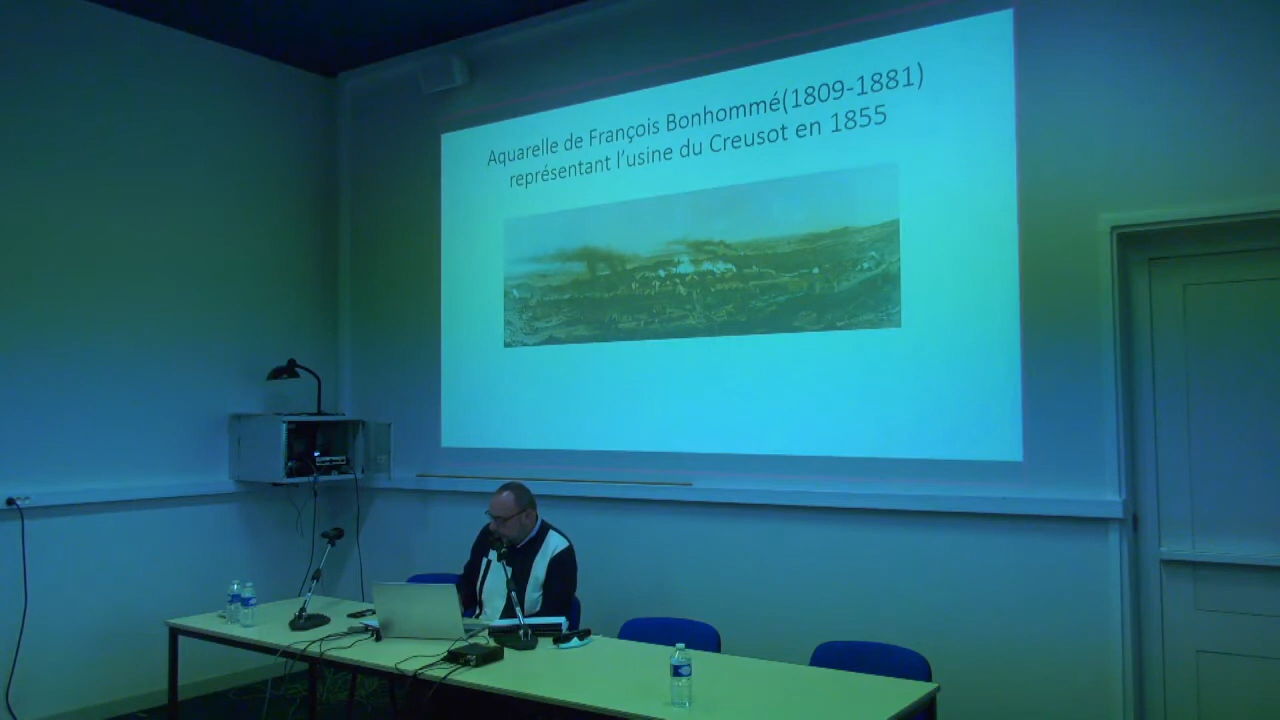 Aquarelle de François Bonhommé(1809-1881)
représentant l'usine du Creusot en 1855